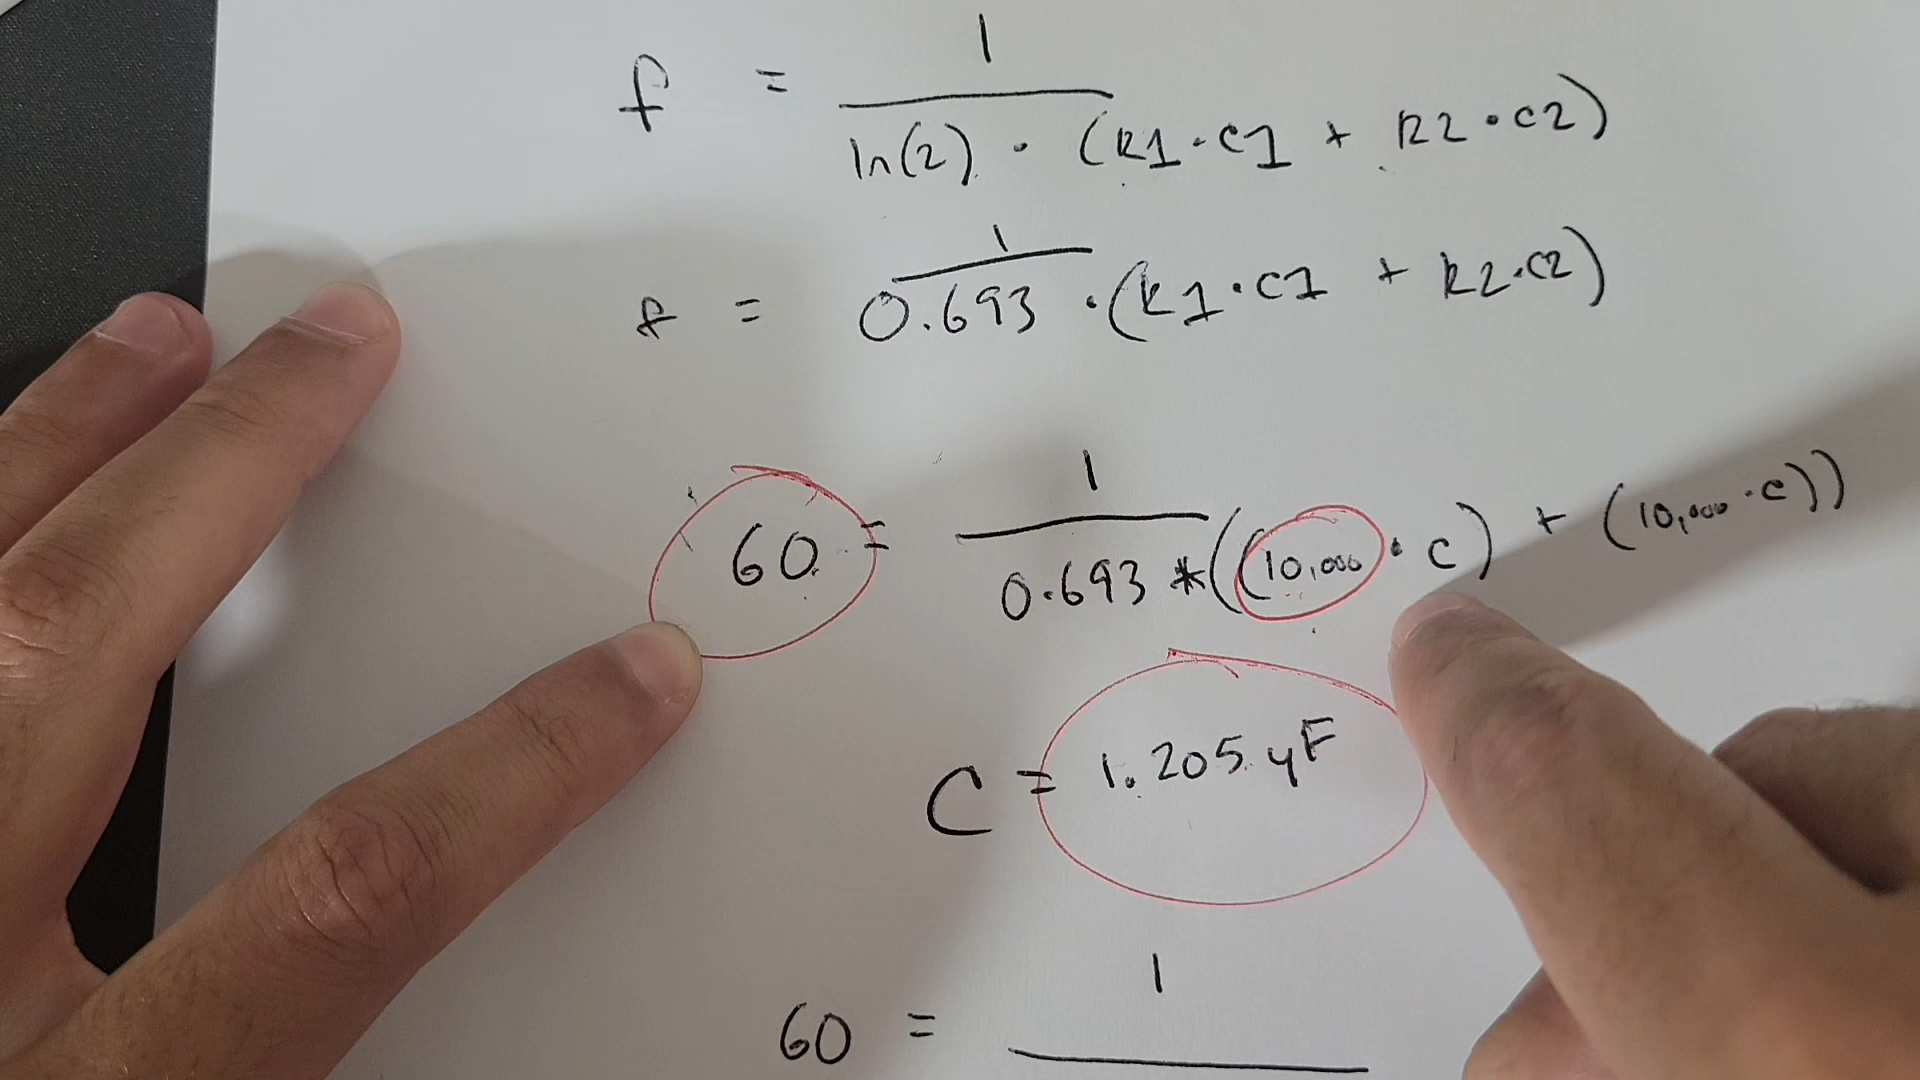 f = 1
ln(2) · (R1·C1 + R2·C2)
f = 1
0.693 ·(R1·C1 + R2·C2)
60 = 1
0.693 *((10,000 · C) + (10,000 · C))
C = 1.205 µF
60 = 1